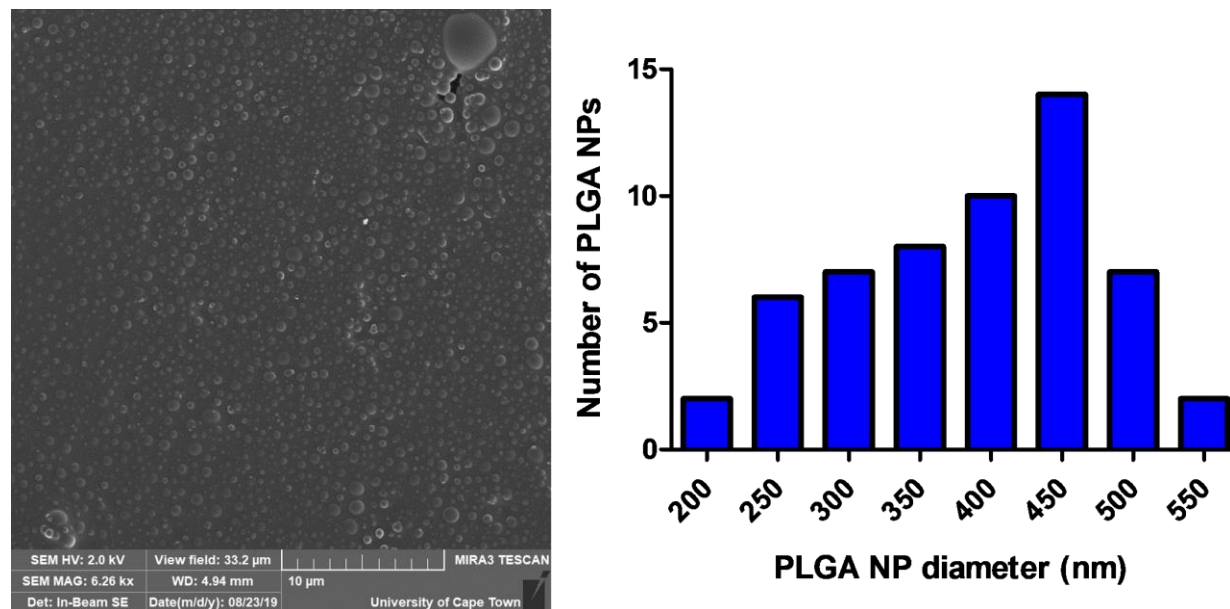 SEM HV: 2.0 kV View field: 33.2 µm MIRA3 TESCAN
SEM MAG: 6.26 kx WD: 4.94 mm 10 µm
Det: In-Beam SE Date(m/d/y): 08/23/19 University of Cape Town
Number of PLGA NPs
15
10
5
0
200 250 300 350 400 450 500 550
PLGA NP diameter (nm)